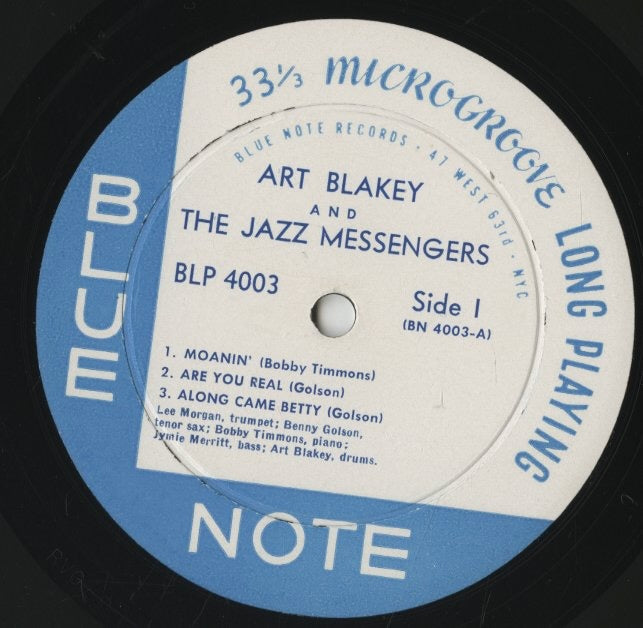 33⅓ MICROGROOVE LONG PLAYING
BLUE NOTE RECORDS · 47 WEST 63rd · NYC
ART BLAKEY
AND
THE JAZZ MESSENGERS
BLP 4003
Side I
(BN 4003-A)
1. MOANIN' (Bobby Timmons)
2. ARE YOU REAL (Golson)
3. ALONG CAME BETTY (Golson)
Lee Morgan, trumpet; Benny Golson,
tenor sax; Bobby Timmons, piano;
Jymie Merritt, bass; Art Blakey, drums.
BLUE
NOTE